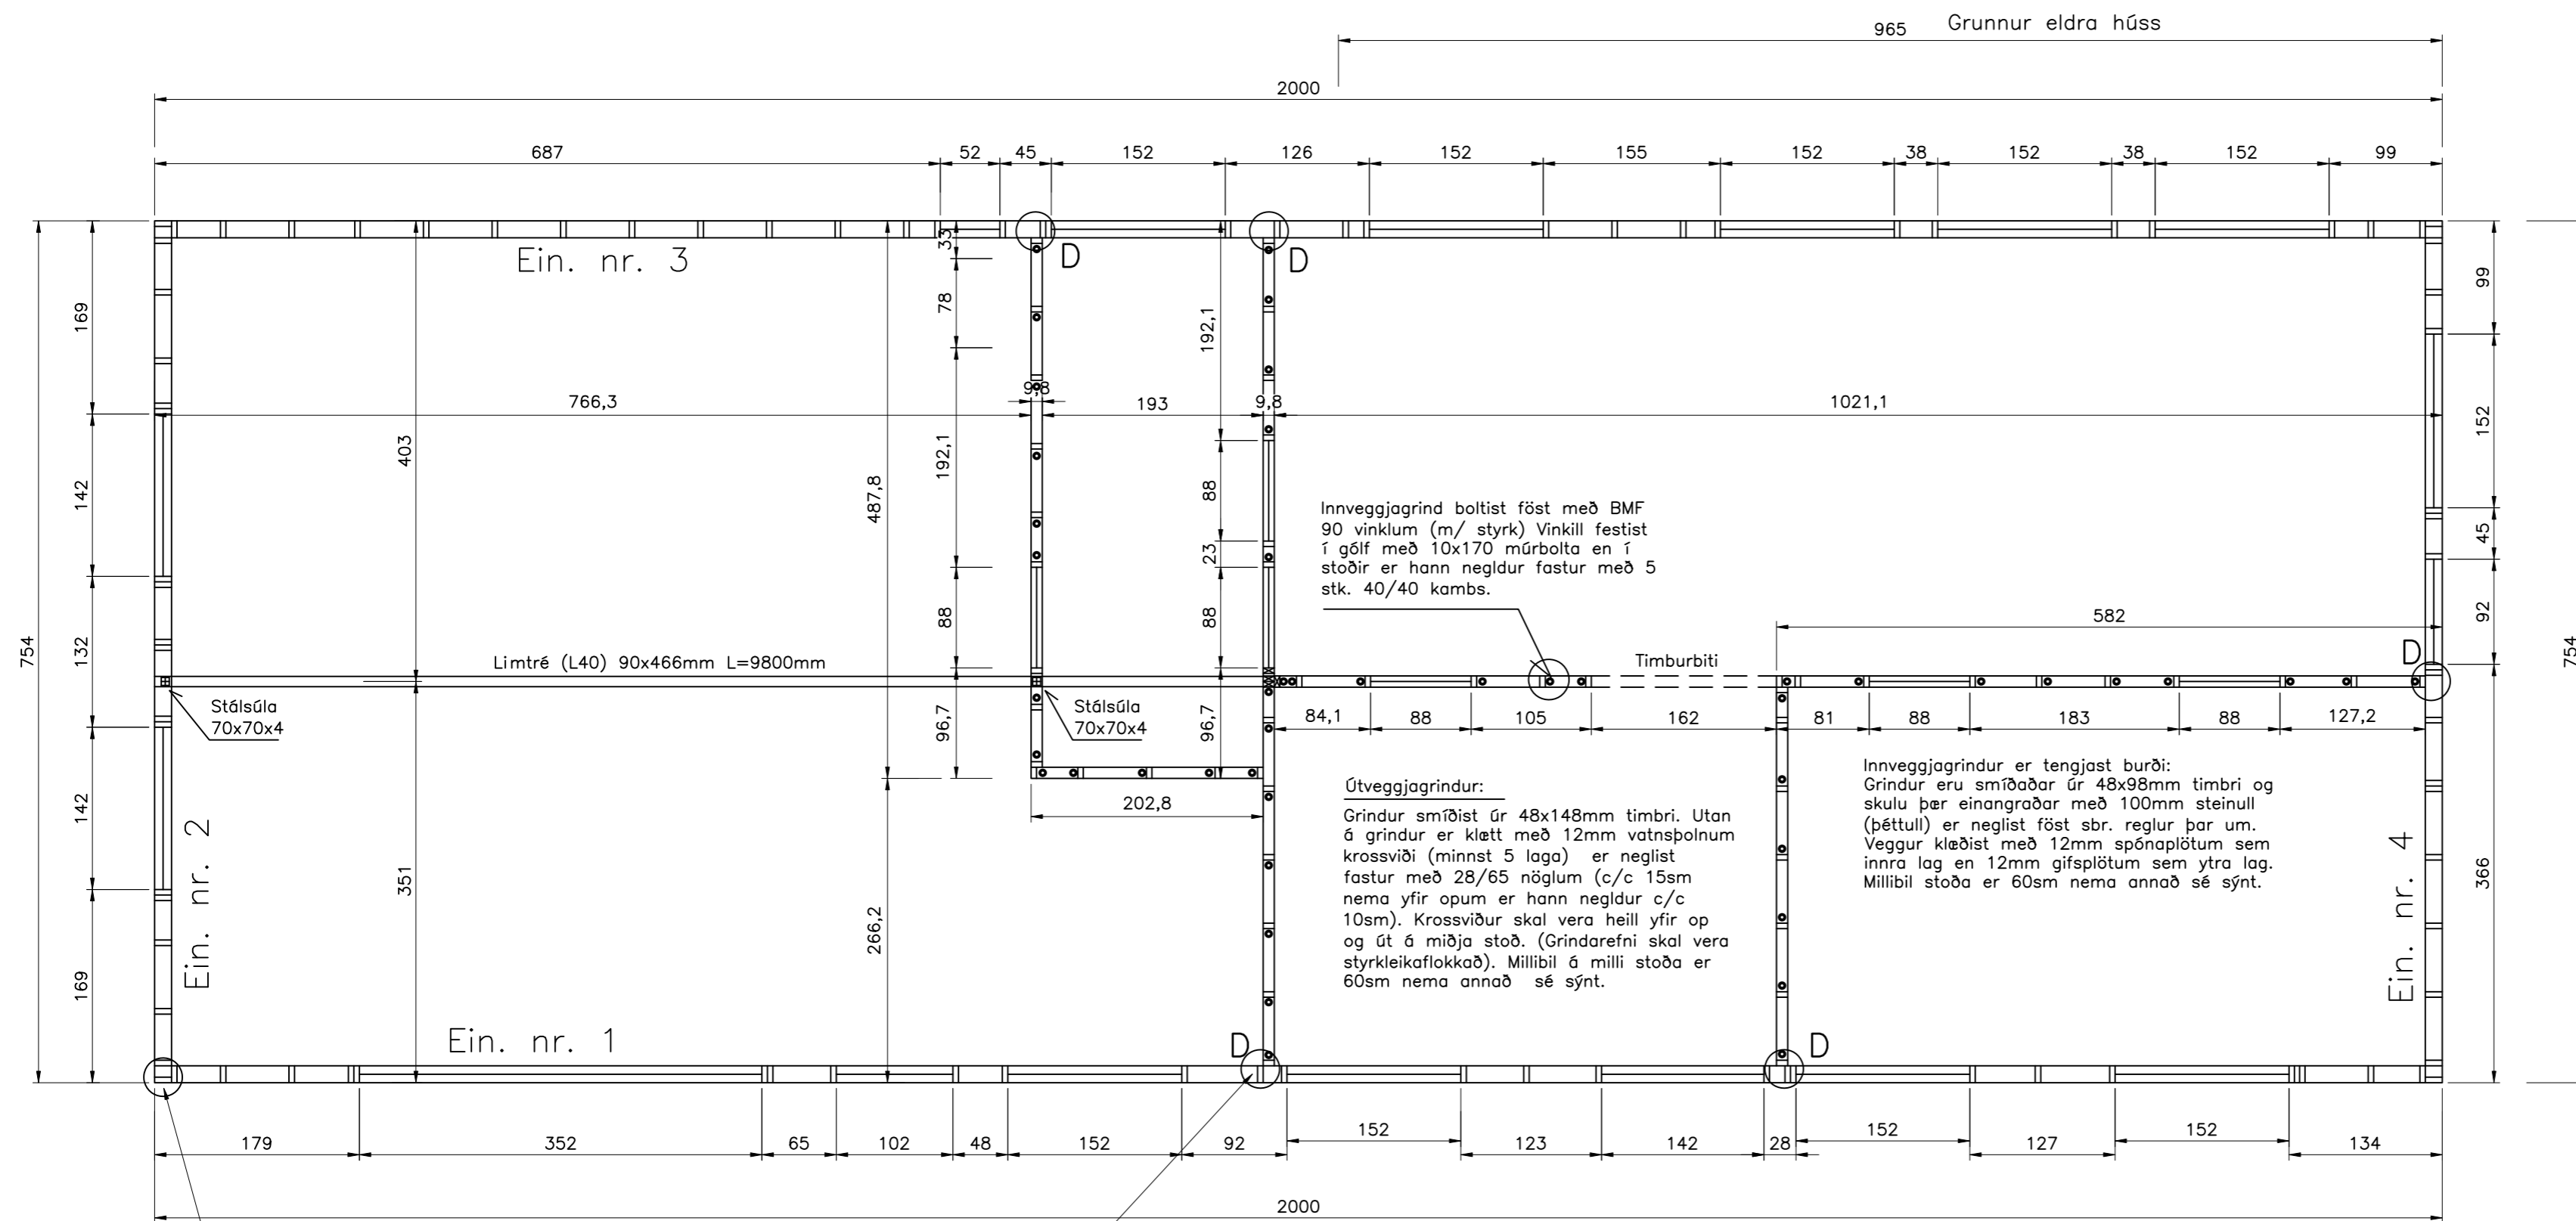 965 Grunnur eldra húss
2000
687 52 45 152 126 152 155 152 38 152 38 152 99
Ein. nr. 3
D
D
33
78
192,1
88
96,7
192,1
88
23
88
96,7
169
142
132
142
169
754
403
351
487,8
266,2
766,3
9,8
193
9,8
1021,1
99
152
45
92
366
754
Innveggjagrind boltist föst með BMF
90 vinklum (m/ styrk) Vinkill festist
í gólf með 10x170 múrbolta en í
stoðir er hann negldur fastur með 5
stk. 40/40 kambs.
582
Limtré (L40) 90x466mm L=9800mm
Timburbiti
D
Stálsúla
70x70x4
Stálsúla
70x70x4
84,1 88 105 162 81 88 183 88 127,2
202,8
Útveggjagrindur:
Grindur smíðist úr 48x148mm timbri. Utan
á grindur er klætt með 12mm vatnsþolnum
krossviði (minnst 5 laga) er neglist
fastur með 28/65 nöglum (c/c 15sm
nema yfir opum er hann negldur c/c
10sm). Krossviður skal vera heill yfir op
og út á miðja stoð. (Grindarefni skal vera
styrkleikaflokkað). Millibil á milli stoða er
60sm nema annað sé sýnt.
Innveggjagrindur er tengjast burði:
Grindur eru smíðaðar úr 48x98mm timbri og
skulu þær einangraðar með 100mm steinull
(þéttull) er neglist föst sbr. reglur þar um.
Veggur klæðist með 12mm spónaplötum sem
innra lag en 12mm gifsplötum sem ytra lag.
Millibil stoða er 60sm nema annað sé sýnt.
Ein. nr. 2
Ein. nr. 4
Ein. nr. 1
D
D
179 352 65 102 48 152 92 152 123 142 28 152 127 152 134
2000